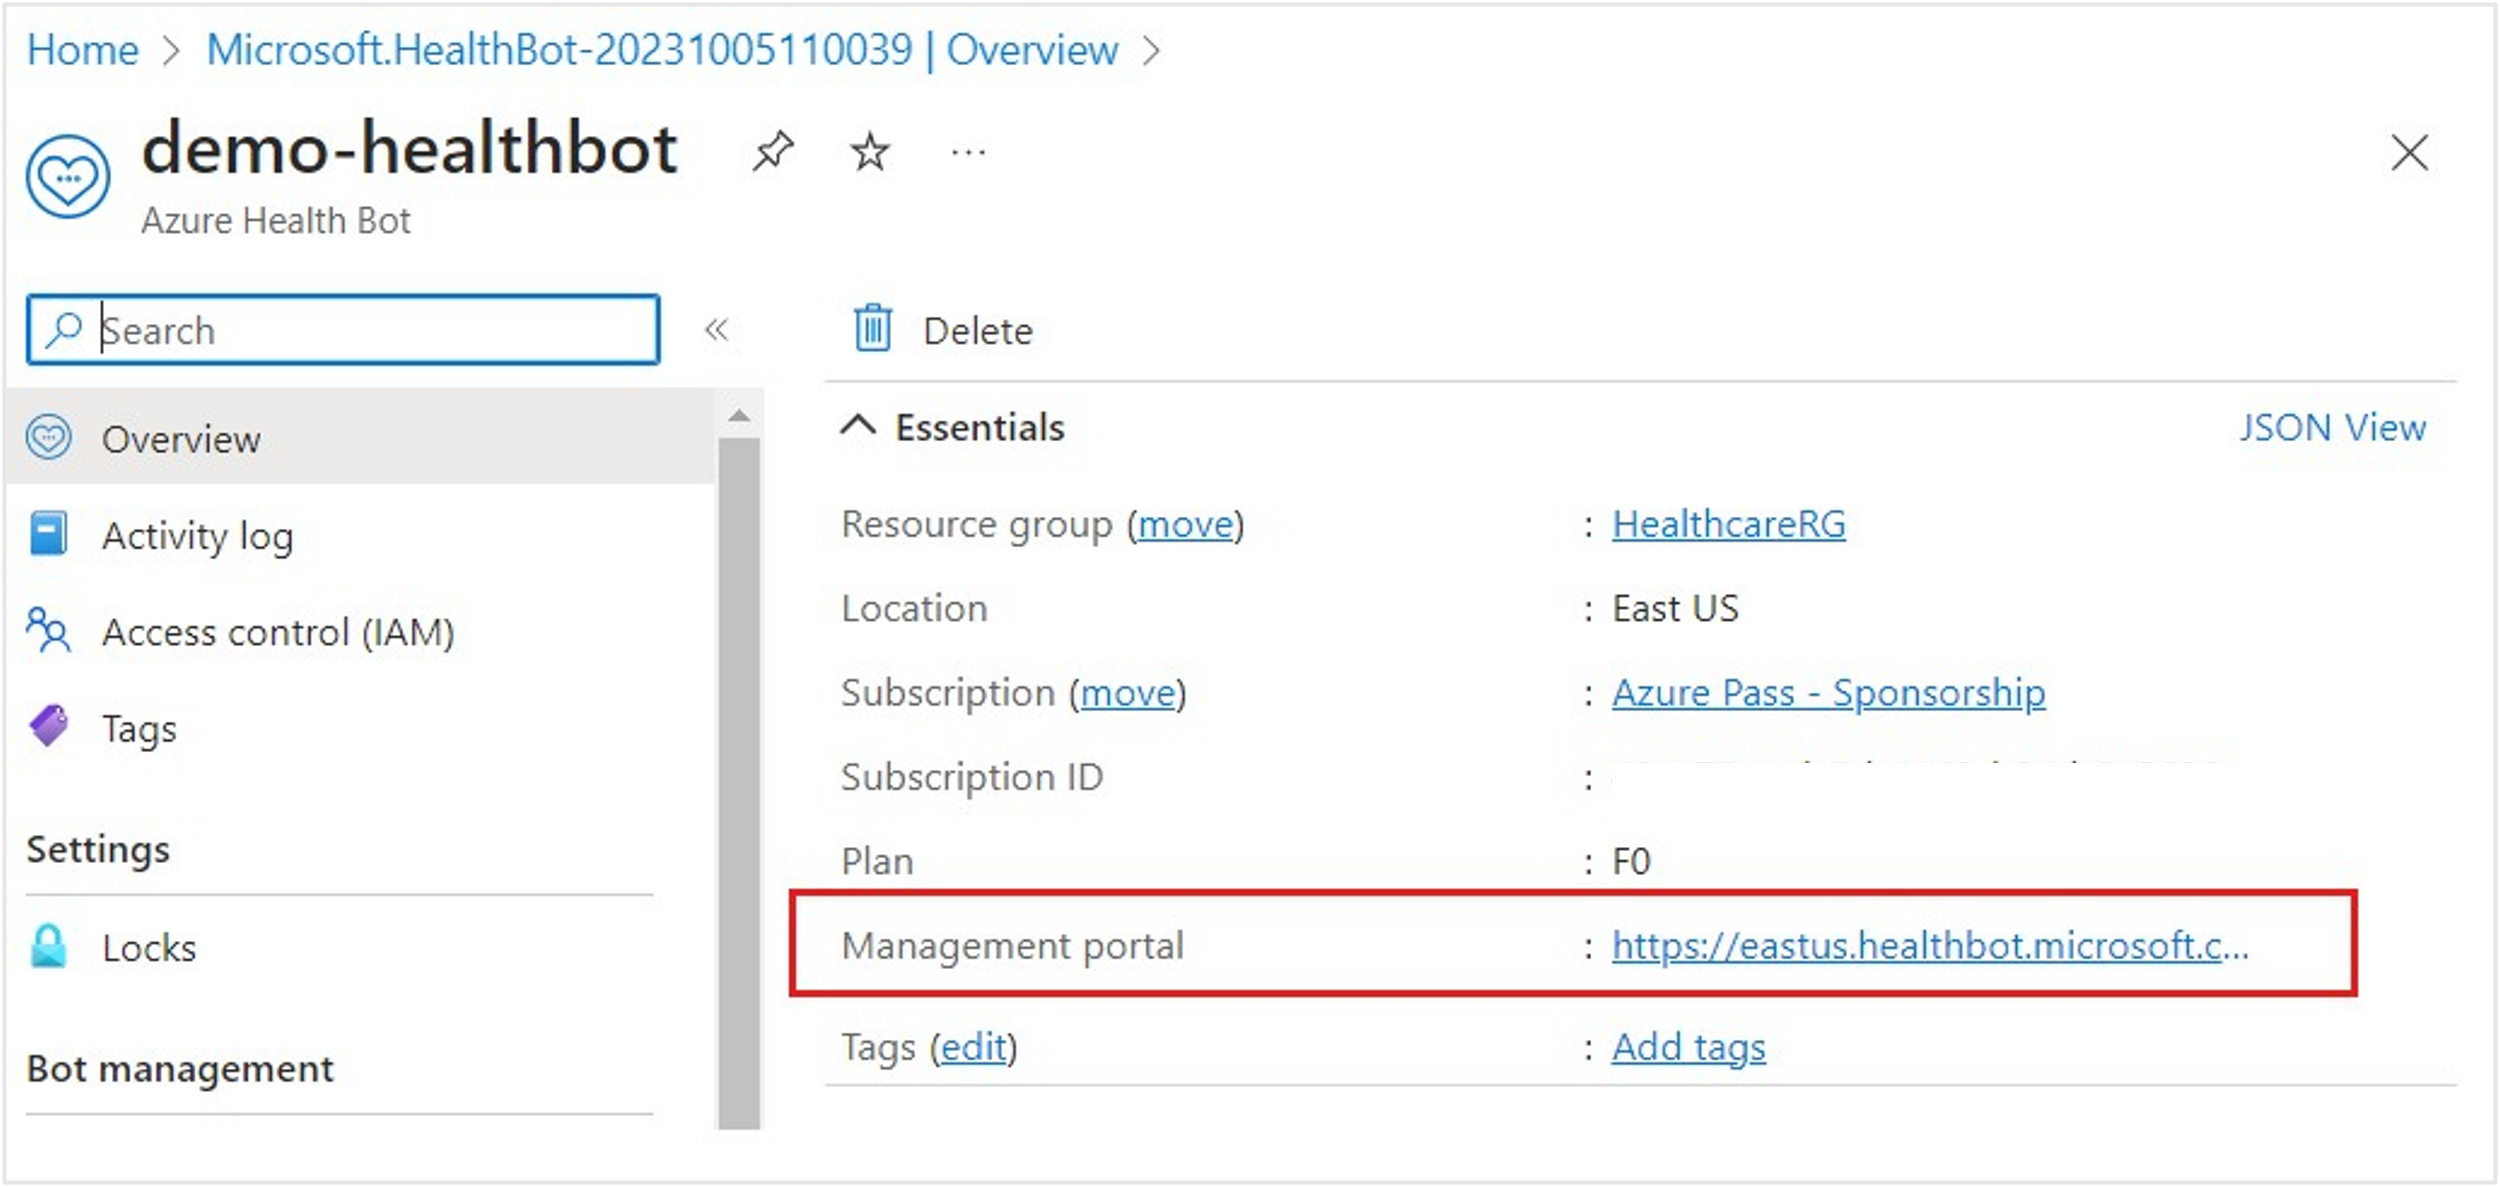 Home > Microsoft.HealthBot-20231005110039 | Overview >
demo-healthbot
Azure Health Bot
Search
«
Delete
Overview
Activity log
Access control (IAM)
Tags
Settings
Locks
Bot management
Essentials
JSON View
Resource group (move) : HealthcareRG
Location : East US
Subscription (move) : Azure Pass - Sponsorship
Subscription ID :
Plan : F0
Management portal : https://eastus.healthbot.microsoft.c...
Tags (edit) : Add tags